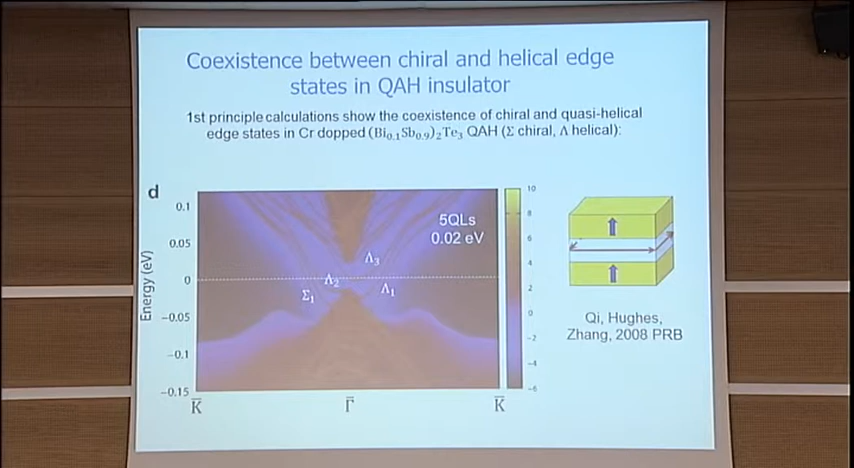 Coexistence between chiral and helical edge
states in QAH insulator
1st principle calculations show the coexistence of chiral and quasi-helical
edge states in Cr dopped (Bi₀.₁Sb₀.₉)₂Te₃ QAH (Σ chiral, Λ helical):
d
Energy (eV)
0.1
0.05
0
−0.05
−0.1
−0.15
5QLs
0.02 eV
Λ₃
Λ₂
Σ₁
Λ₁
K̅
Γ̅
K̅
10
8
6
4
2
0
−2
−4
−6
Qi, Hughes,
Zhang, 2008 PRB